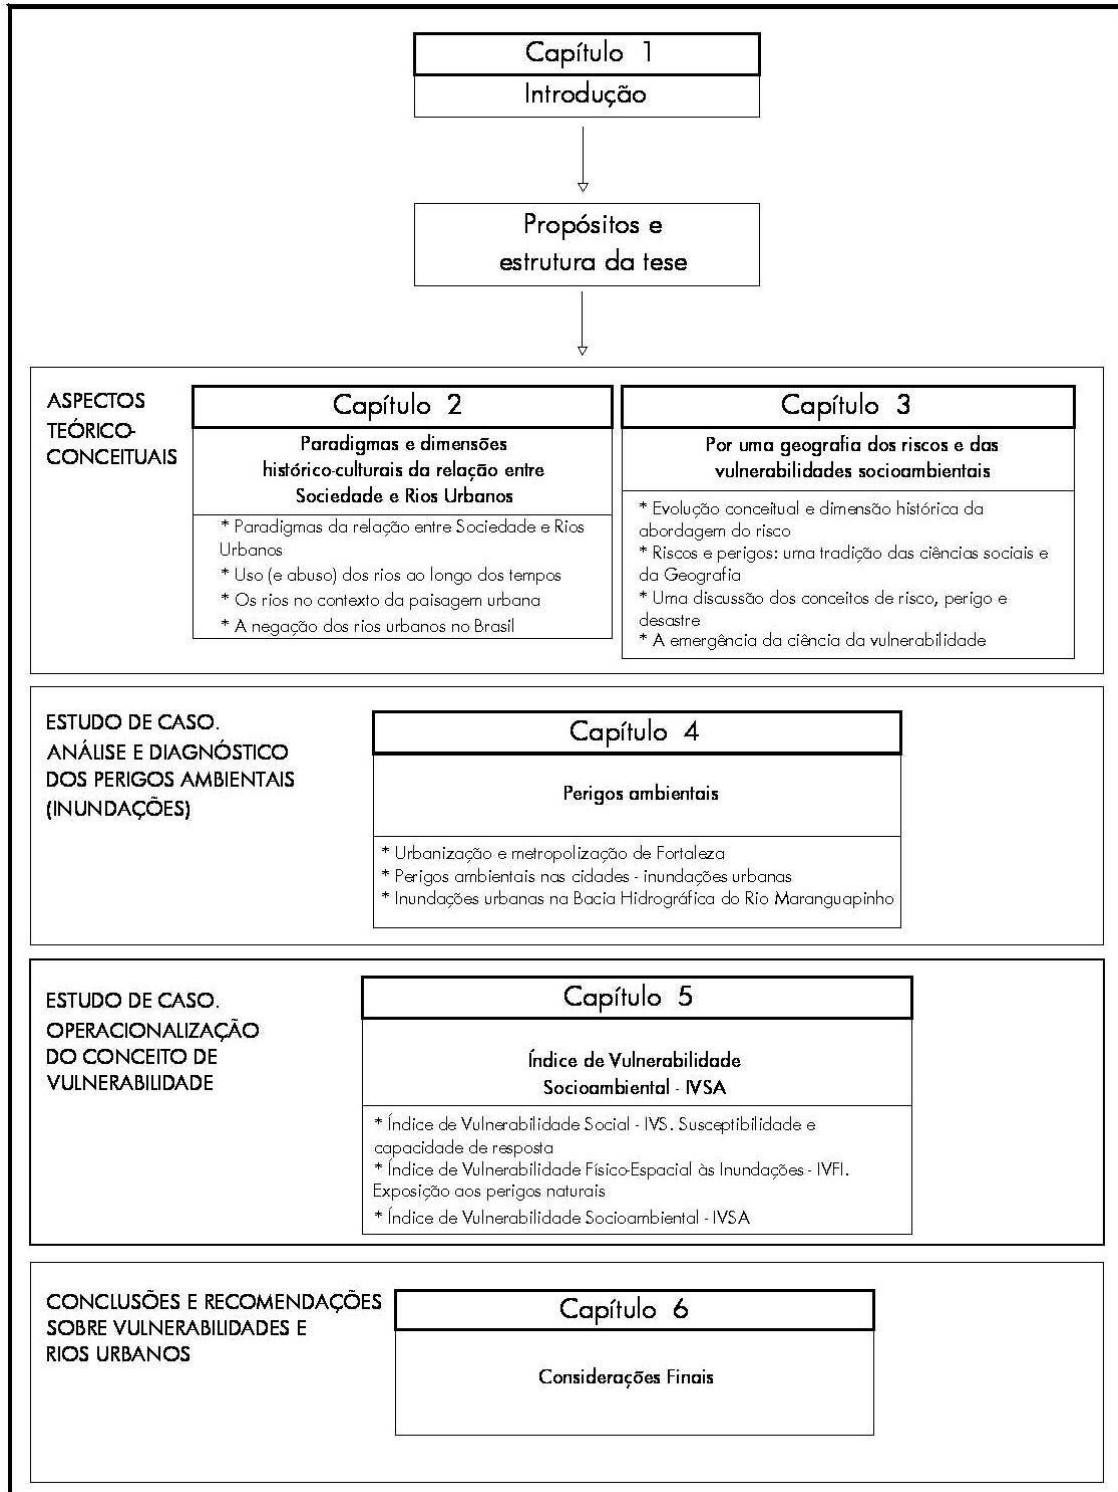 Capítulo 1
Introdução
Propósitos e
estrutura da tese
ASPECTOS
TEÓRICO-
CONCEITUAIS
Capítulo 2
Paradigmas e dimensões
histórico-culturais da relação entre
Sociedade e Rios Urbanos
* Paradigmas da relação entre Sociedade e Rios
Urbanos
* Uso (e abuso) dos rios ao longo dos tempos
* Os rios no contexto da paisagem urbana
* A negação dos rios urbanos no Brasil
Capítulo 3
Por uma geografia dos riscos e das
vulnerabilidades socioambientais
* Evolução conceitual e dimensão histórica da
abordagem do risco
* Riscos e perigos: uma tradição das ciências sociais e
da Geografia
* Uma discussão dos conceitos de risco, perigo e
desastre
* A emergência da ciência da vulnerabilidade
ESTUDO DE CASO.
ANÁLISE E DIAGNÓSTICO
DOS PERIGOS AMBIENTAIS
(INUNDAÇÕES)
Capítulo 4
Perigos ambientais
* Urbanização e metropolização de Fortaleza
* Perigos ambientais nas cidades - inundações urbanas
* Inundações urbanas na Bacia Hidrográfica do Rio Maranguapinho
ESTUDO DE CASO.
OPERACIONALIZAÇÃO
DO CONCEITO DE
VULNERABILIDADE
Capítulo 5
Índice de Vulnerabilidade
Socioambiental - IVSA
* Índice de Vulnerabilidade Social - IVS. Susceptibilidade e
capacidade de resposta
* Índice de Vulnerabilidade Físico-Espacial às Inundações - IVFI.
Exposição aos perigos naturais
* Índice de Vulnerabilidade Socioambiental - IVSA
CONCLUSÕES E RECOMENDAÇÕES
SOBRE VULNERABILIDADES E
RIOS URBANOS
Capítulo 6
Considerações Finais